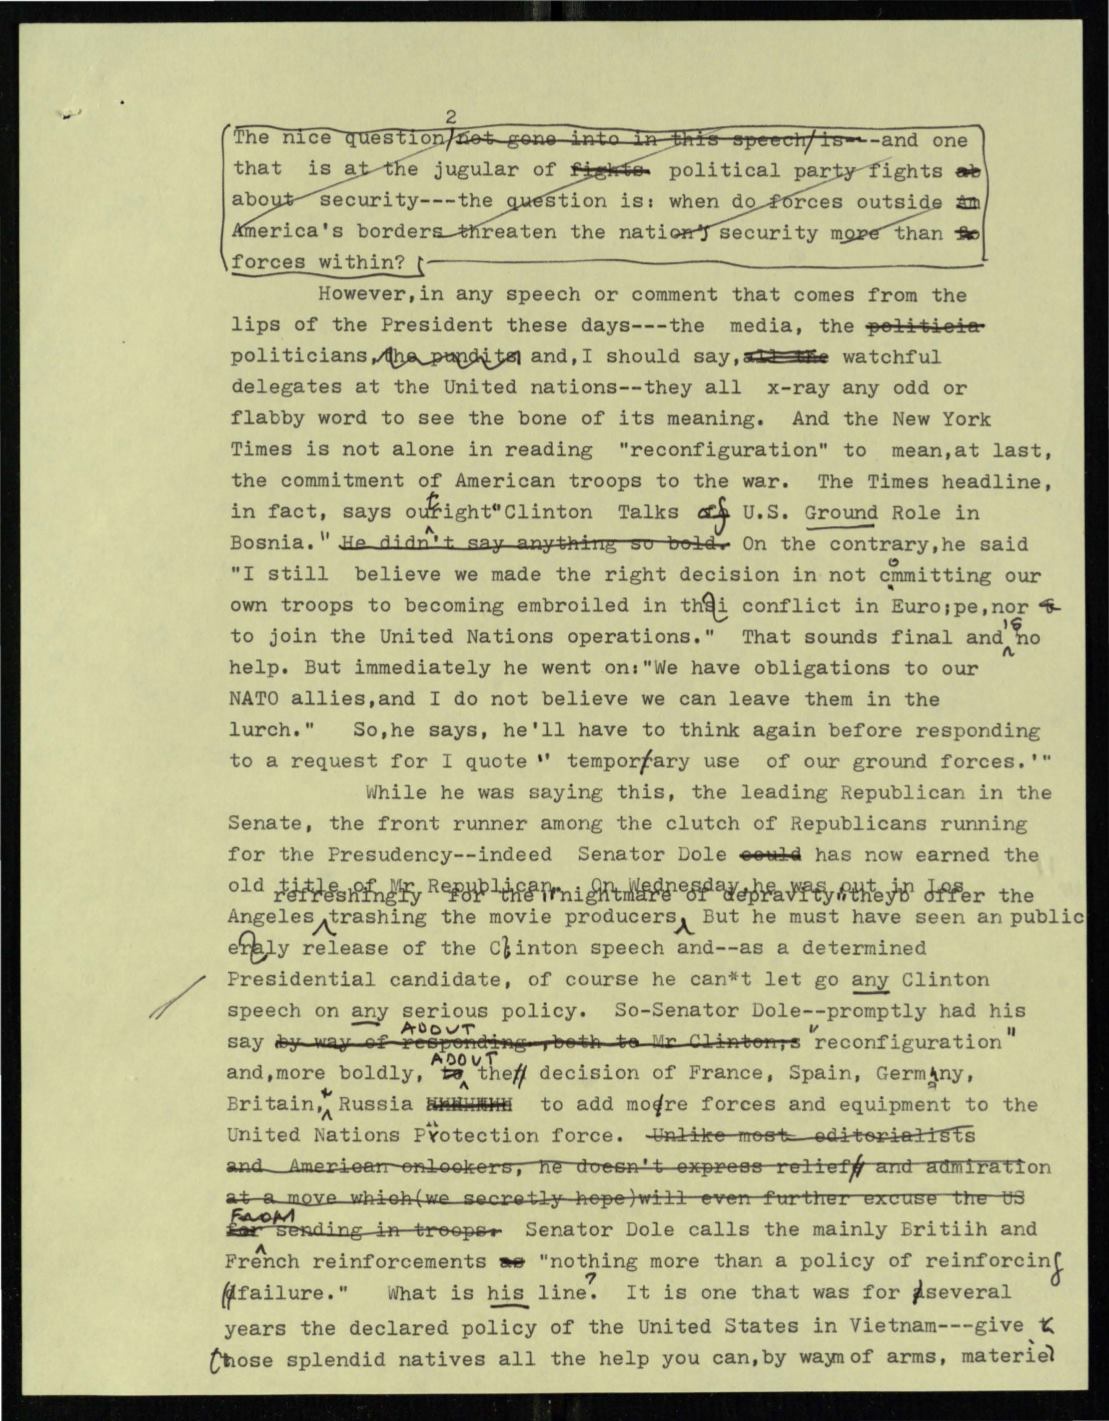 2
The nice question/not gone into in this speech/is---and one
that is at the jugular of fights political party fights ab
about security---the question is: when do forces outside am
America's borders threaten the nation's security more than fo
forces within?
However,in any speech or comment that comes from the
lips of the President these days---the media, the politicia
politicians, the pundits and,I should say, all the watchful
delegates at the United nations--they all x-ray any odd or
flabby word to see the bone of its meaning. And the New York
Times is not alone in reading "reconfiguration" to mean,at last,
the commitment of American troops to the war. The Times headline,
in fact, says outright"Clinton Talks of U.S. Ground Role in
Bosnia." He didn't say anything so bold. On the contrary,he said
"I still believe we made the right decision in not committing our
own troops to becoming embroiled in thei conflict in Euro;pe,nor
to join the United Nations operations." That sounds final and is no
help. But immediately he went on:"We have obligations to our
NATO allies,and I do not believe we can leave them in the
lurch." So,he says, he'll have to think again before responding
to a request for I quote " temporary use of our ground forces.'"
While he was saying this, the leading Republican in the
Senate, the front runner among the clutch of Republicans running
for the Presudency--indeed Senator Dole could has now earned the
old title of Mr Republican. On Wednesday,he was out in Los
refreshingly for the "nightmare of depravity"theyb offer the
Angeles trashing the movie producers, But he must have seen an public
eraly release of the Clinton speech and--as a determined
Presidential candidate, of course he can*t let go any Clinton
speech on any serious policy. So-Senator Dole--promptly had his
ABOUT
say by way of responding ,both to Mr Clinton;s "reconfiguration"
ABOUT
and,more boldly, to the decision of France, Spain, Germany,
Britain, + Russia to add more forces and equipment to the
United Nations Protection force. Unlike most editorialists
and American onlookers, he doesn't express relief and admiration
at a move which(we secretly hope)will even further excuse the US
FROM
for sending in troops. Senator Dole calls the mainly Britiih and
French reinforcements as "nothing more than a policy of reinforcing
failure." What is his line? It is one that was for several
years the declared policy of the United States in Vietnam---give t
those splendid natives all the help you can,by waym of arms, materiel